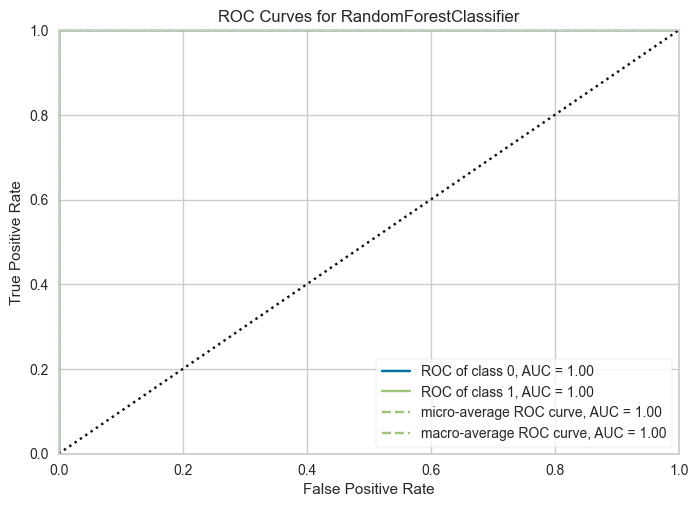 ROC Curves for RandomForestClassifier
1.0
0.8
0.6
0.4
0.2
0.0
True Positive Rate
ROC of class 0, AUC = 1.00
ROC of class 1, AUC = 1.00
micro-average ROC curve, AUC = 1.00
macro-average ROC curve, AUC = 1.00
0.0 0.2 0.4 0.6 0.8 1.0
False Positive Rate